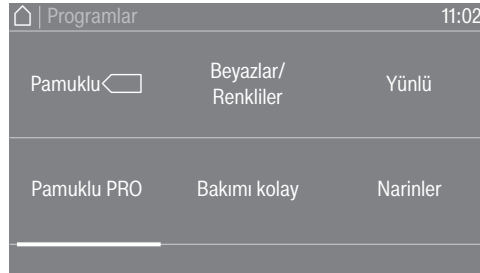 | Programlar
11:02
Pamuklu
Beyazlar/
Renkliler
Yünlü
Pamuklu PRO
Bakımı kolay
Narinler